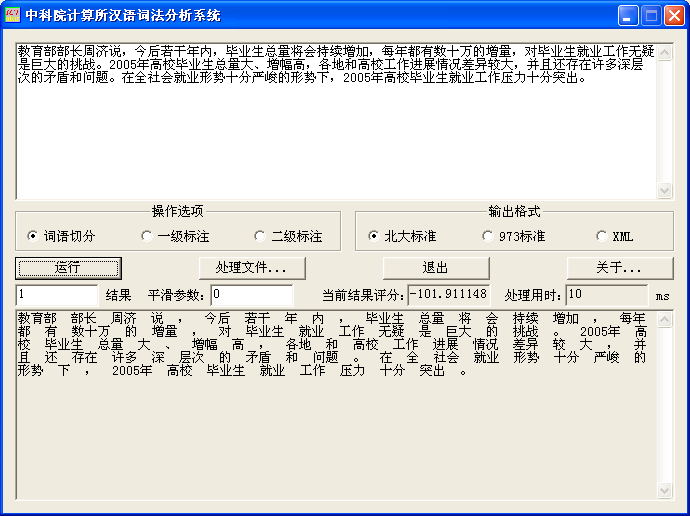 中科院计算所汉语词法分析系统
教育部部长周济说，今后若干年内，毕业生总量将会持续增加，每年都有数十万的增量，对毕业生就业工作无疑
是巨大的挑战。2005年高校毕业生总量大、增幅高，各地和高校工作进展情况差异较大，并且还存在许多深层
次的矛盾和问题。在全社会就业形势十分严峻的形势下，2005年高校毕业生就业工作压力十分突出。
操作选项 输出格式
词语切分 一级标注 二级标注 北大标准 973标准 XML
运行 处理文件... 退出 关于...
1 结果 平滑参数: 0 当前结果评分: -101.911148 处理用时: 10 ms
教育部 部长 周济 说 ， 今后 若干 年 内 ， 毕业生 总量 将 会 持续 增加 ， 每年
都 有 数十万 的 增量 ， 对 毕业生 就业 工作 无疑 是 巨大 的 挑战 。 2005年 高
校 毕业生 总量 大 、 增幅 高 ， 各地 和 高校 工作 进展 情况 差异 较 大 ， 并
且 还 存在 许多 深 层次 的 矛盾 和 问题 。 在 全 社会 就业 形势 十分 严峻 的
形势 下 ， 2005年 高校 毕业生 就业 工作 压力 十分 突出 。